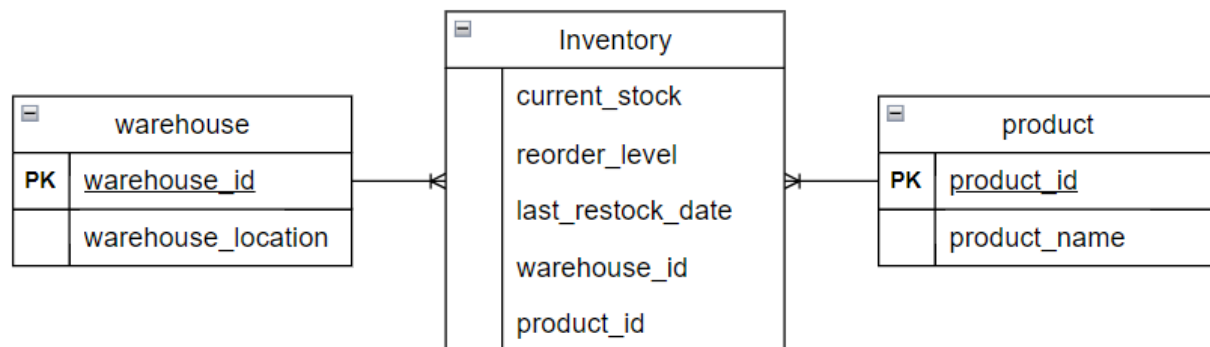 warehouse
PK warehouse_id
warehouse_location
Inventory
current_stock
reorder_level
last_restock_date
warehouse_id
product_id
product
PK product_id
product_name